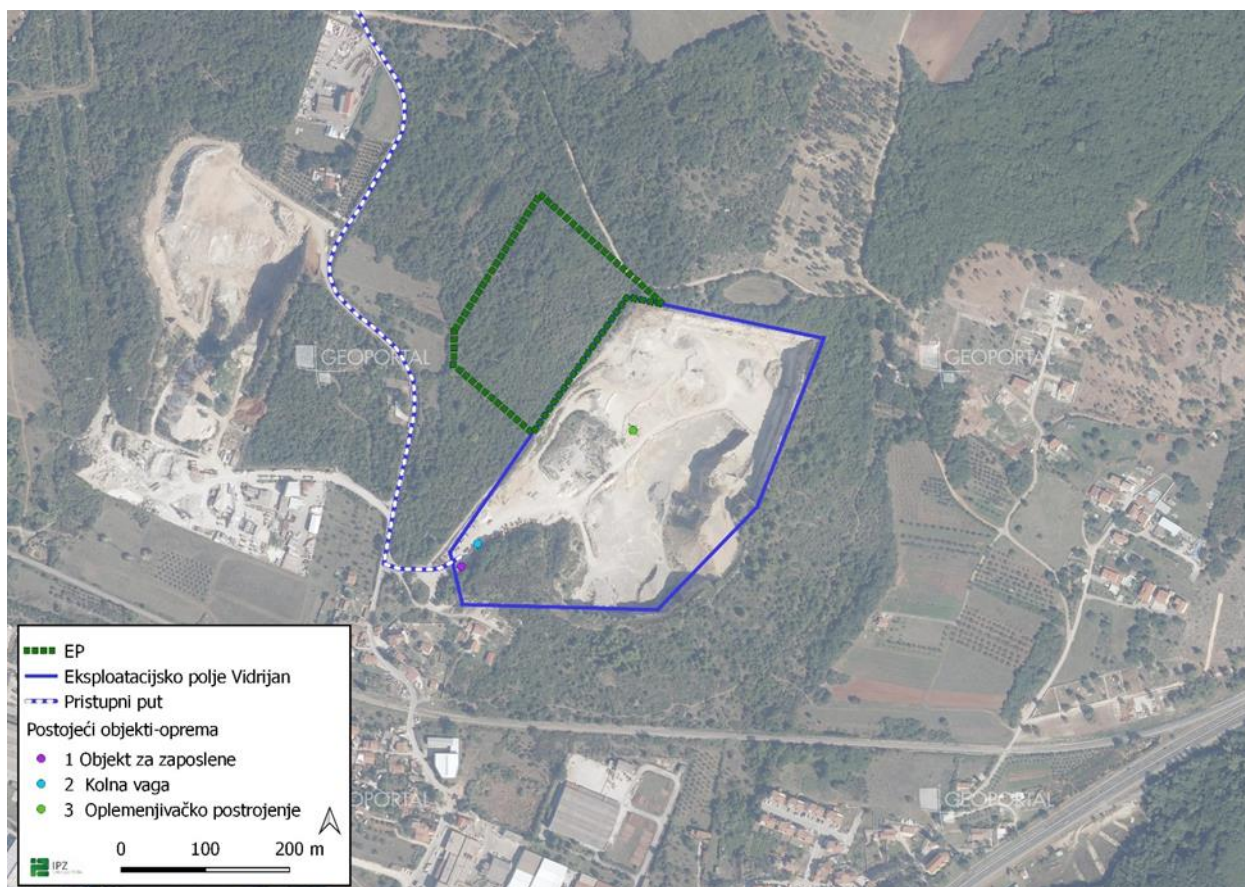 GEOPORTAL
GEOPORTAL
EP
Eksploatacijsko polje Vidrijan
Pristupni put
Postojeći objekti-oprema
1 Objekt za zaposlene
2 Kolna vaga
3 Oplemenjivačko postrojenje
GEOPORTAL
GEOPORTAL
0 100 200 m
IPZ